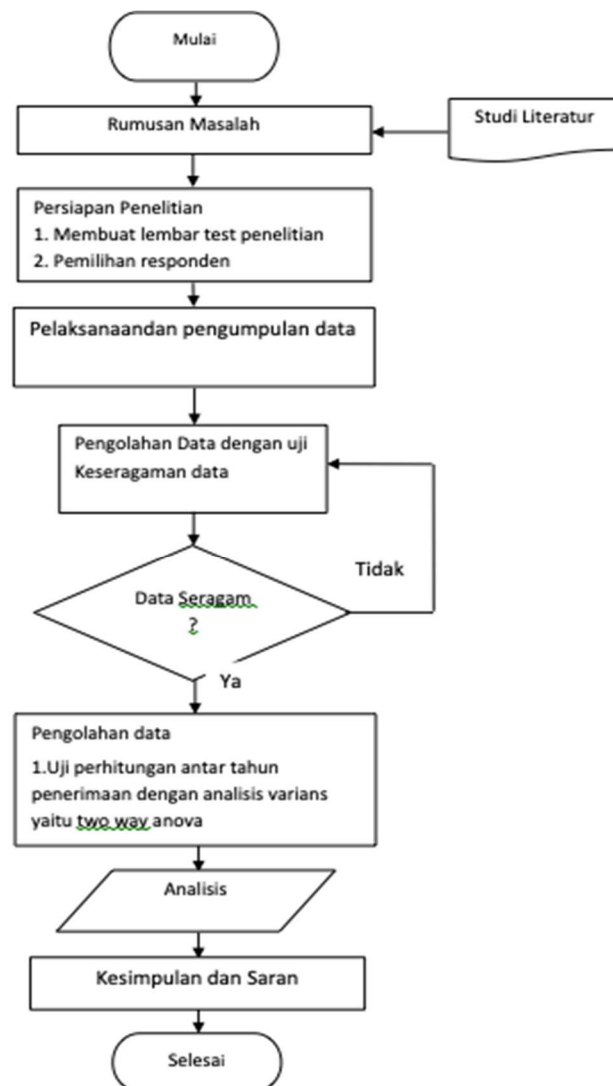 Mulai
Rumusan Masalah
Studi Literatur
Persiapan Penelitian
1. Membuat lembar test penelitian
2. Pemilihan responden
Pelaksanaandan pengumpulan data
Pengolahan Data dengan uji
Keseragaman data
Data Seragam
?
Tidak
Ya
Pengolahan data
1.Uji perhitungan antar tahun
penerimaan dengan analisis varians
yaitu two way anova
Analisis
Kesimpulan dan Saran
Selesai